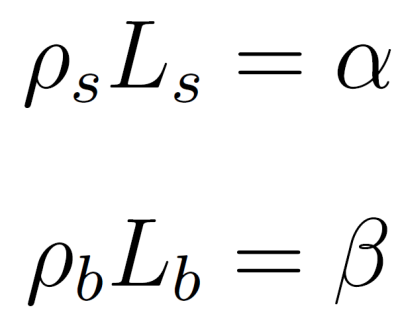 ρ_s L_s = α
ρ_b L_b = β